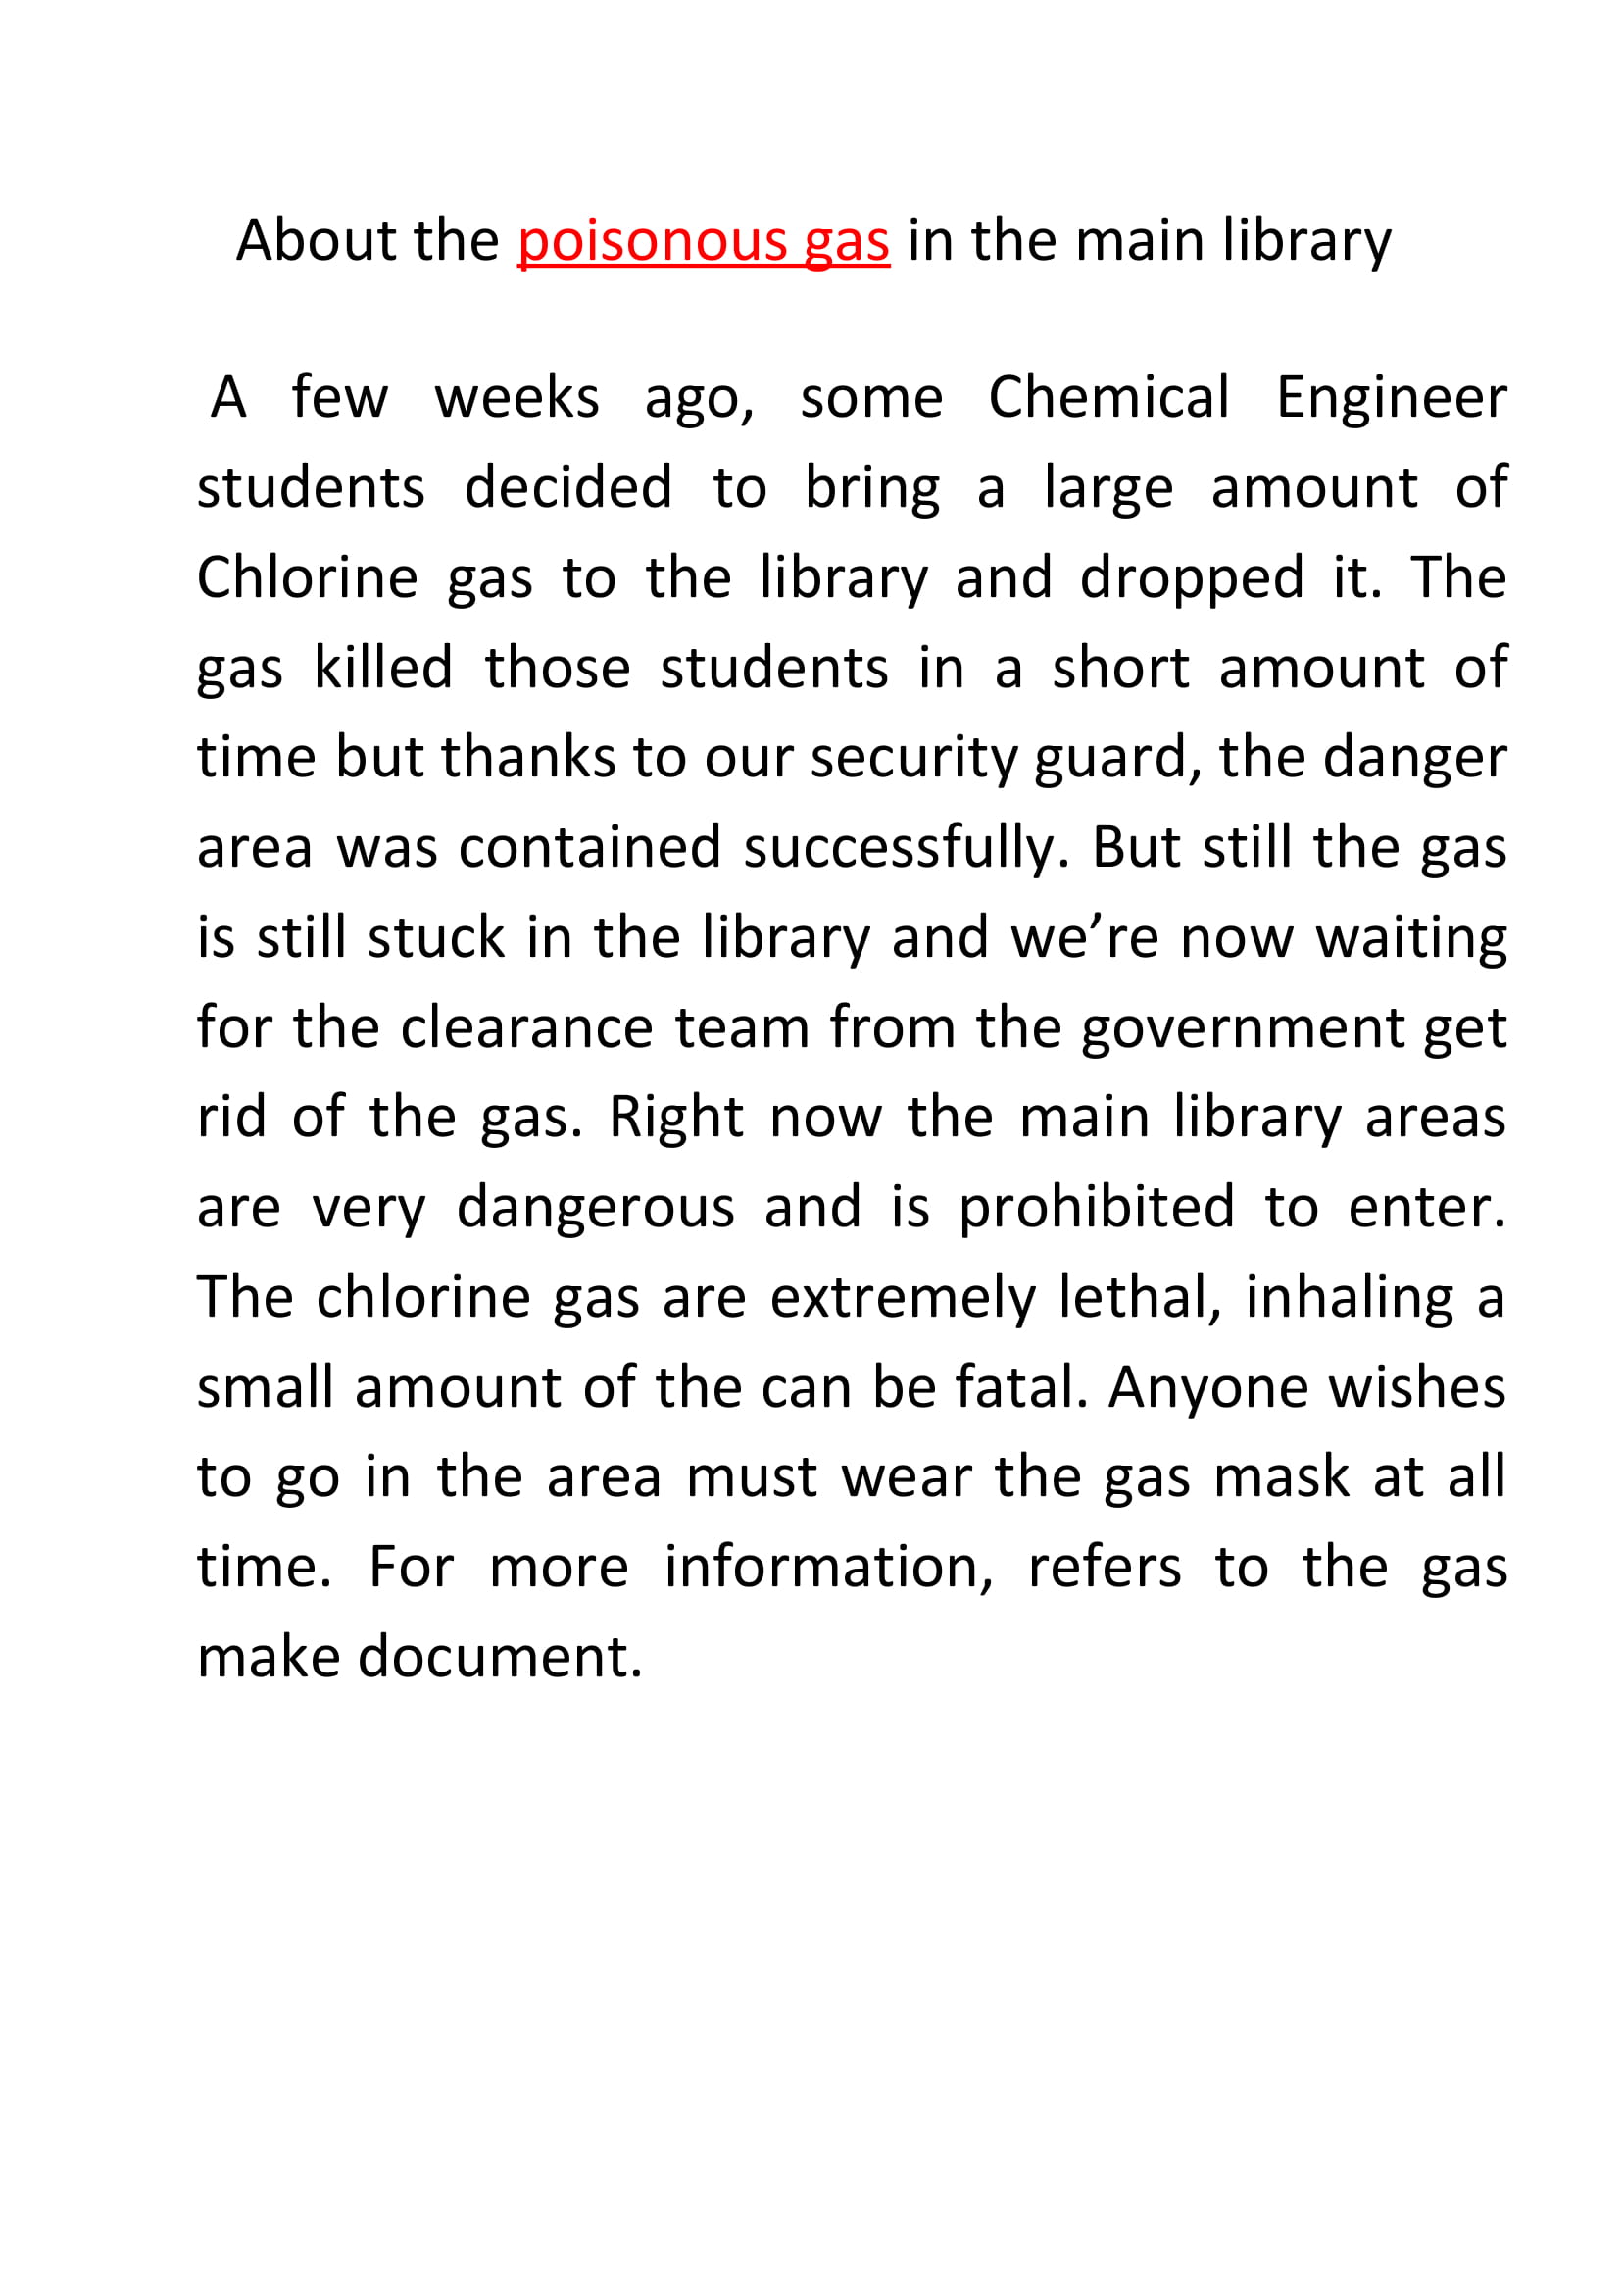 About the poisonous gas in the main library
A few weeks ago, some Chemical Engineer
students decided to bring a large amount of
Chlorine gas to the library and dropped it. The
gas killed those students in a short amount of
time but thanks to our security guard, the danger
area was contained successfully. But still the gas
is still stuck in the library and we’re now waiting
for the clearance team from the government get
rid of the gas. Right now the main library areas
are very dangerous and is prohibited to enter.
The chlorine gas are extremely lethal, inhaling a
small amount of the can be fatal. Anyone wishes
to go in the area must wear the gas mask at all
time. For more information, refers to the gas
make document.